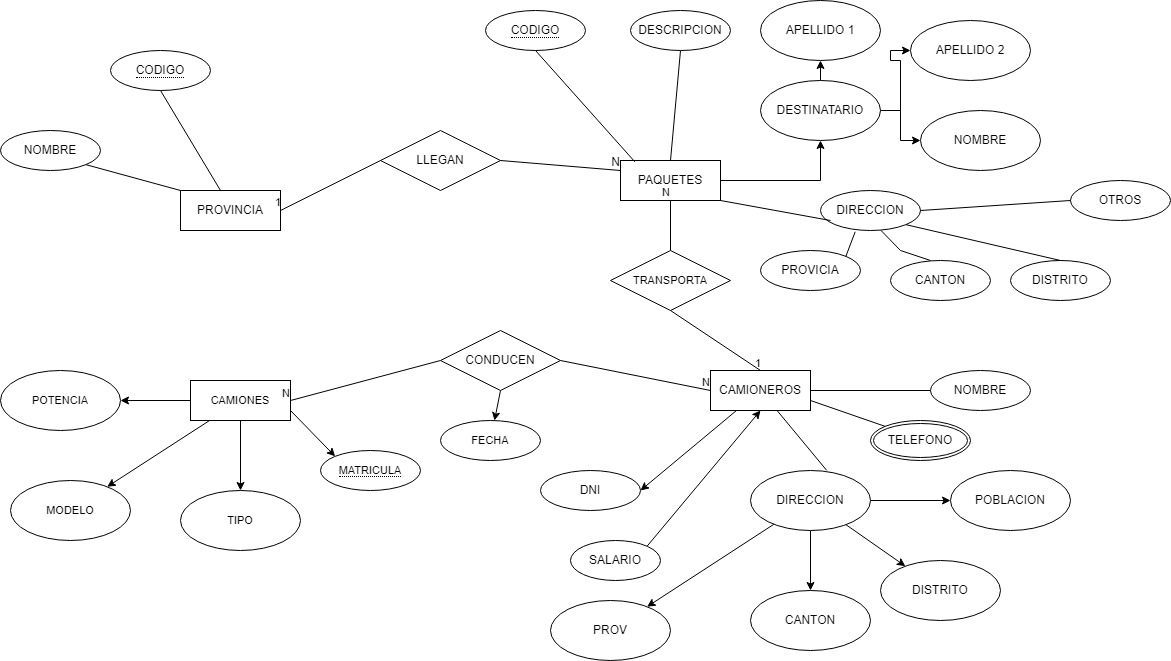 CODIGO
DESCRIPCION
APELLIDO 1
APELLIDO 2
CODIGO
DESTINATARIO
NOMBRE
NOMBRE
LLEGAN
N
PAQUETES
N
PROVINCIA
1
DIRECCION
OTROS
PROVICIA
CANTON
DISTRITO
TRANSPORTA
CONDUCEN
1
POTENCIA
CAMIONES
N
N
CAMIONEROS
NOMBRE
FECHA
TELEFONO
MATRICULA
DNI
DIRECCION
POBLACION
MODELO
TIPO
SALARIO
DISTRITO
PROV
CANTON